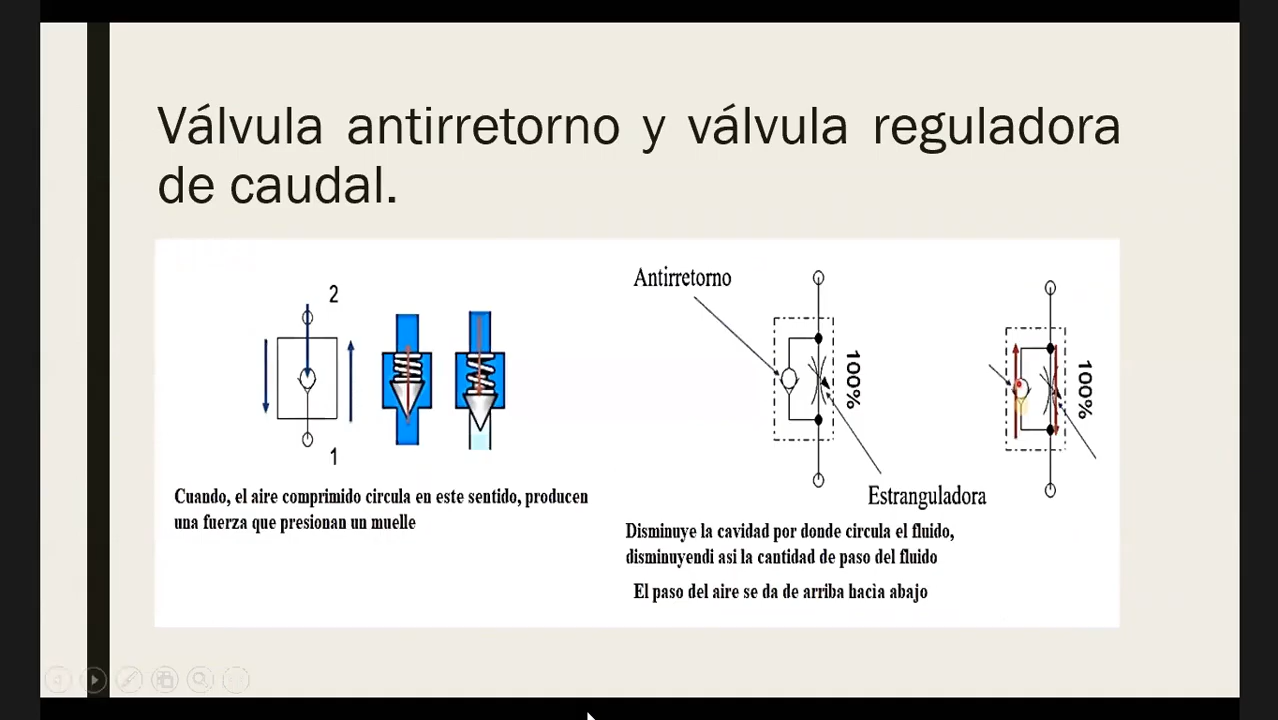 Válvula antirretorno y válvula reguladora
de caudal.
2
1
Cuando, el aire comprimido circula en este sentido, producen
una fuerza que presionan un muelle
Antirretorno
100%
Estranguladora
100%
Disminuye la cavidad por donde circula el fluido,
disminuyendi asi la cantidad de paso del fluido
El paso del aire se da de arriba hacìa abajo